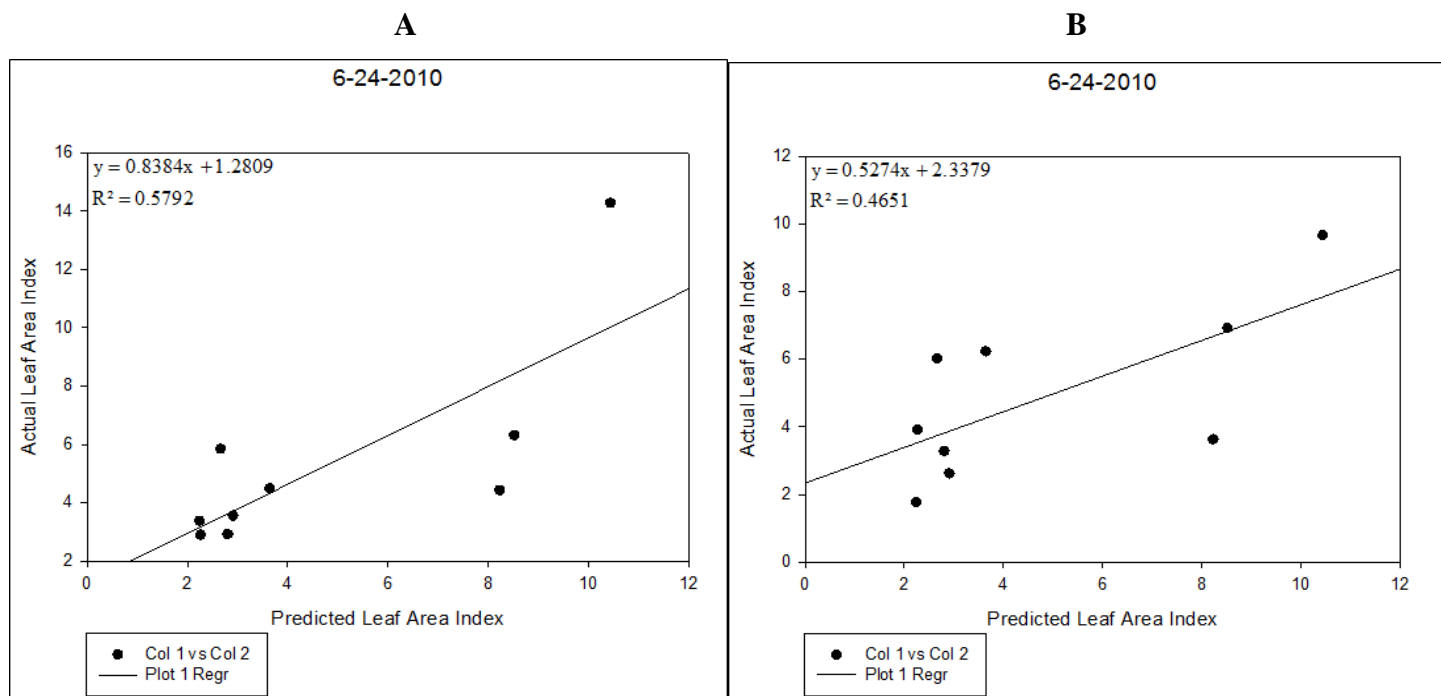 A
6-24-2010
y = 0.8384x + 1.2809
R² = 0.5792
16
14
12
10
8
6
4
2
0
2
4
6
8
10
12
Actual Leaf Area Index
Predicted Leaf Area Index
Col 1 vs Col 2
Plot 1 Regr
B
6-24-2010
y = 0.5274x + 2.3379
R² = 0.4651
12
10
8
6
4
2
0
0
2
4
6
8
10
12
Actual Leaf Area Index
Predicted Leaf Area Index
Col 1 vs Col 2
Plot 1 Regr